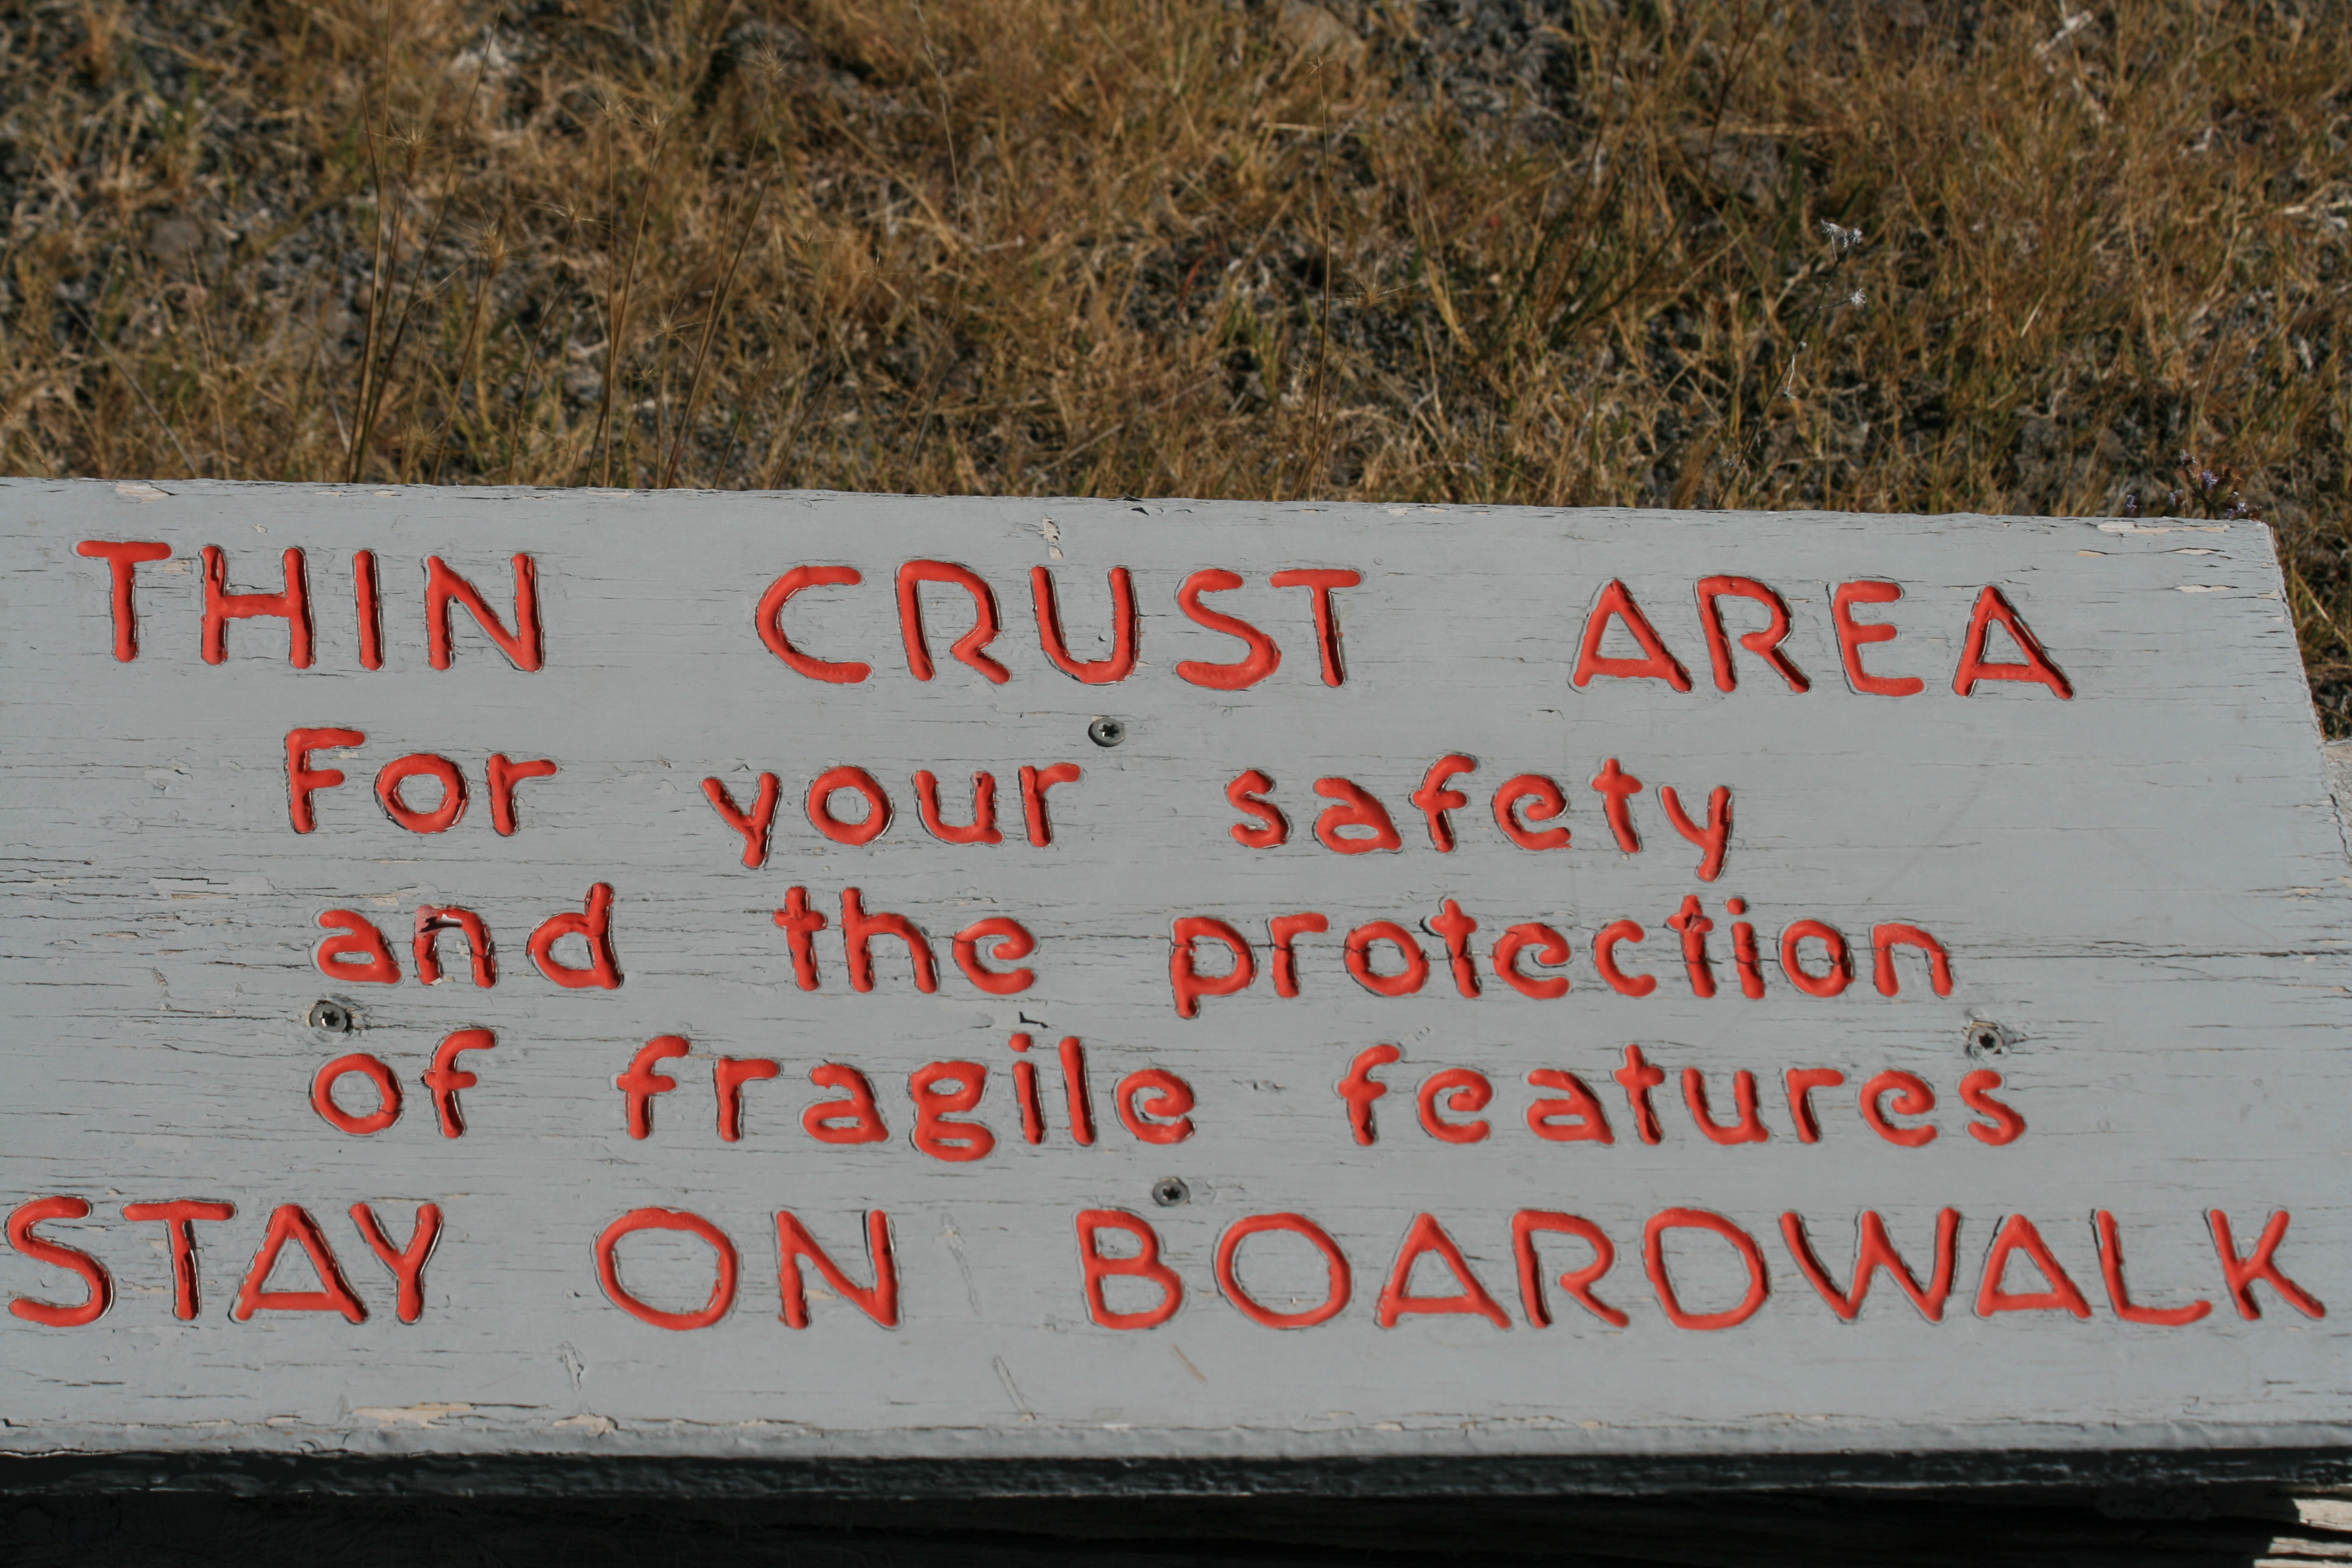 THIN CRUST AREA
For your safety
and the protection
of fragile features
STAY ON BOARDWALK